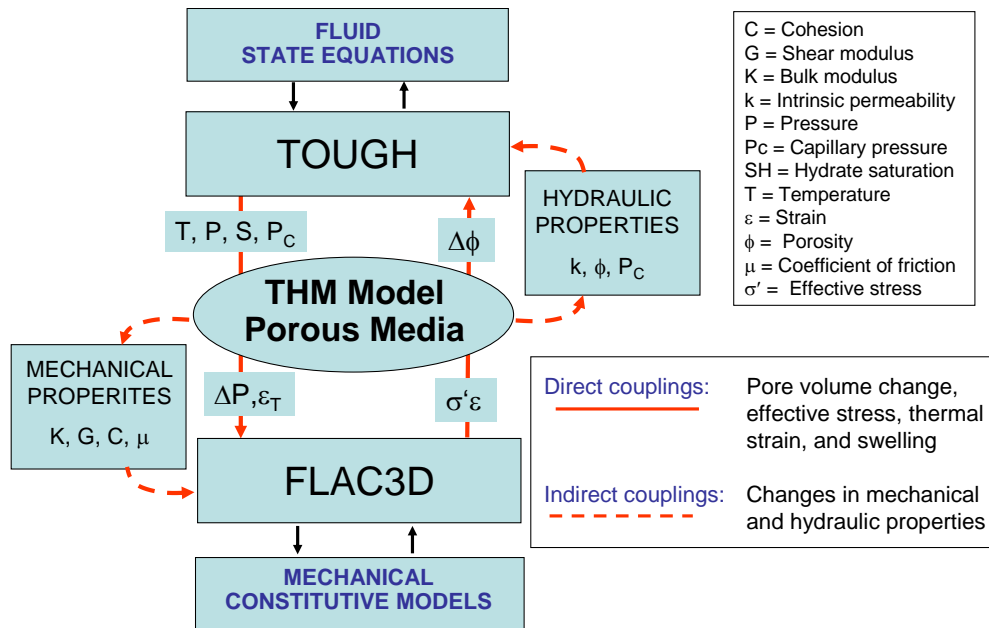 FLUID
STATE EQUATIONS
TOUGH
T, P, S, P_C
Δϕ
HYDRAULIC
PROPERTIES
k, ϕ, P_C
THM Model
Porous Media
MECHANICAL
PROPERITES
K, G, C, μ
ΔP,ε_T
σ‘ε
FLAC3D
MECHANICAL
CONSTITUTIVE MODELS
C = Cohesion
G = Shear modulus
K = Bulk modulus
k = Intrinsic permeability
P = Pressure
Pc = Capillary pressure
SH = Hydrate saturation
T = Temperature
ε = Strain
ϕ = Porosity
μ = Coefficient of friction
σ' = Effective stress
Direct couplings: Pore volume change,
effective stress, thermal
strain, and swelling
Indirect couplings: Changes in mechanical
and hydraulic properties